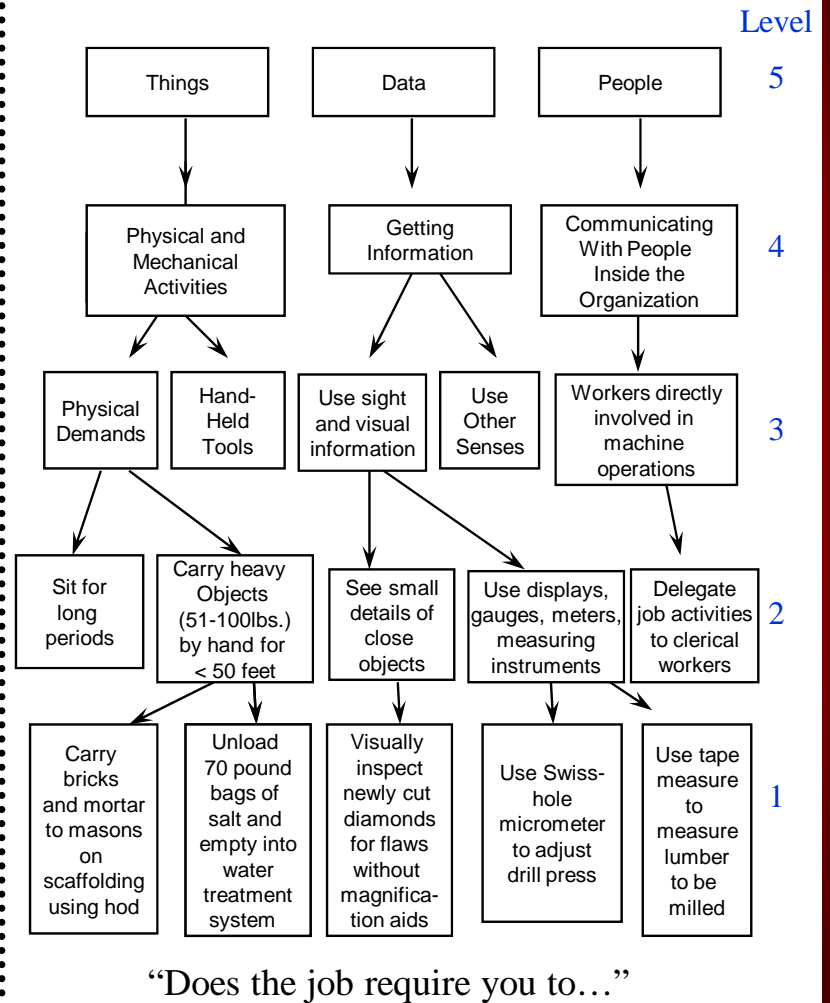 Level
Things
Data
People
5
Physical and
Mechanical
Activities
Getting
Information
Communicating
With People
Inside the
Organization
4
Physical
Demands
Hand-
Held
Tools
Use sight
and visual
information
Use
Other
Senses
Workers directly
involved in
machine
operations
3
Sit for
long
periods
Carry heavy
Objects
(51-100lbs.)
by hand for
< 50 feet
See small
details of
close
objects
Use displays,
gauges, meters,
measuring
instruments
Delegate
job activities
to clerical
workers
2
Carry
bricks
and mortar
to masons
on
scaffolding
using hod
Unload
70 pound
bags of
salt and
empty into
water
treatment
system
Visually
inspect
newly cut
diamonds
for flaws
without
magnifica-
tion aids
Use Swiss-
hole
micrometer
to adjust
drill press
Use tape
measure
to
measure
lumber
to be
milled
1
“Does the job require you to…”